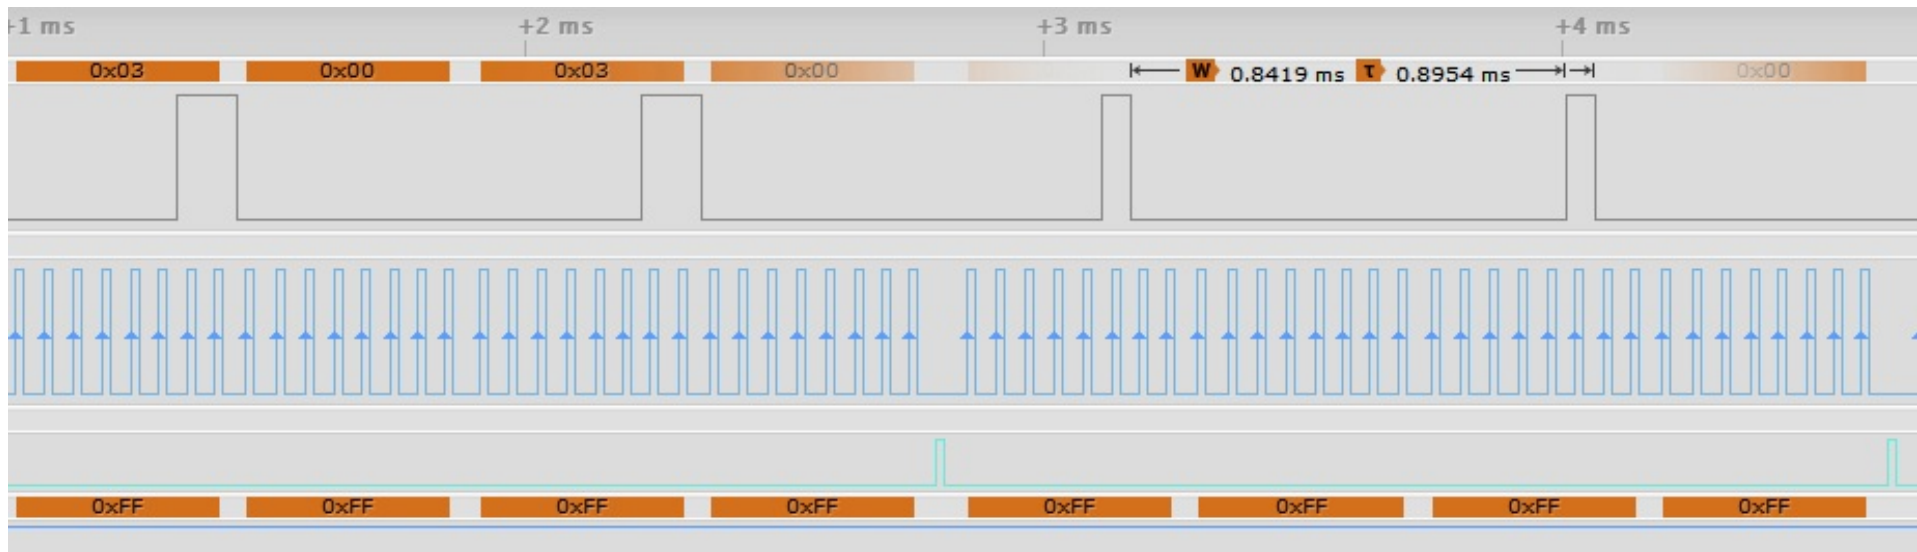 +1 ms +2 ms +3 ms +4 ms
0x03 0x00 0x03 0x00 W 0.8419 ms τ 0.8954 ms 0x00
0xFF 0xFF 0xFF 0xFF 0xFF 0xFF 0xFF 0xFF